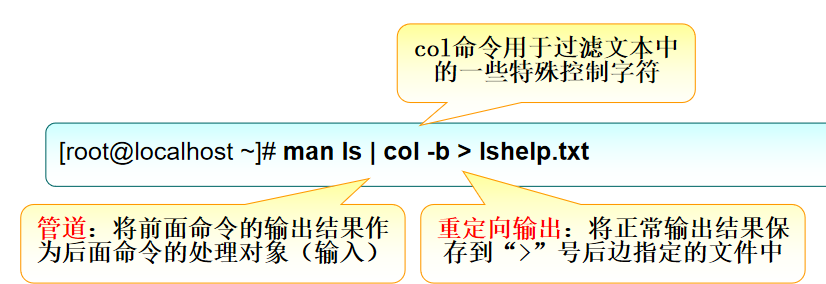 col命令用于过滤文本中
的一些特殊控制字符
[root@localhost ~]# man ls | col -b > lshelp.txt
管道：将前面命令的输出结果作
为后面命令的处理对象（输入）
重定向输出：将正常输出结果保
存到“>”号后边指定的文件中